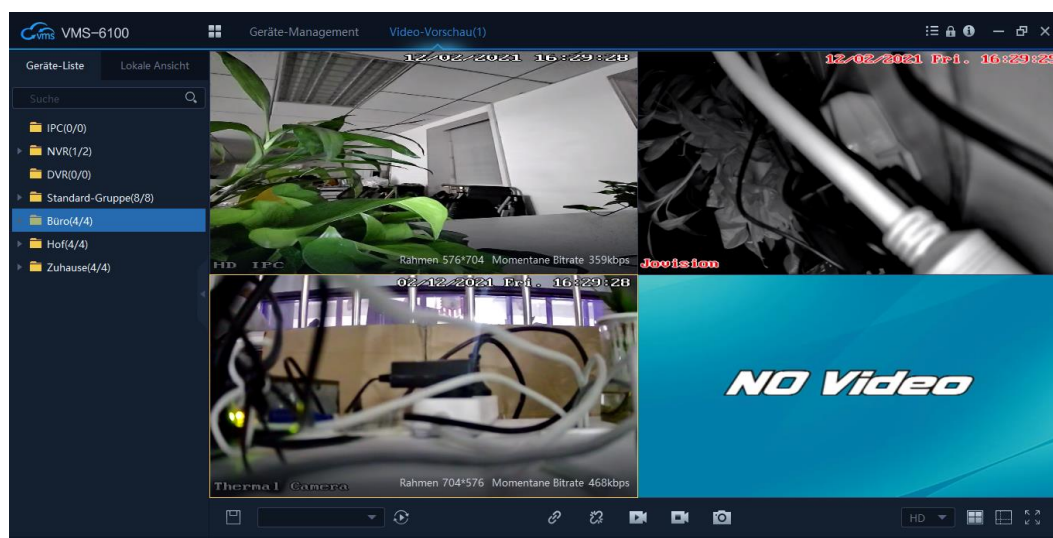 Cvms VMS-6100 Geräte-Management Video-Vorschau(1)
Geräte-Liste Lokale Ansicht
Suche
IPC(0/0)
NVR(1/2)
DVR(0/0)
Standard-Gruppe(8/8)
Büro(4/4)
Hof(4/4)
Zuhause(4/4)
12/02/2021 16:29:28
HD IPC Rahmen 576*704 Momentane Bitrate 359kbps
12/02/2021 Fri. 16:29:29
Jovision
02/12/2021 Fri. 16:29:28
Thermal Camera Rahmen 704*576 Momentane Bitrate 468kbps
NO Video
HD